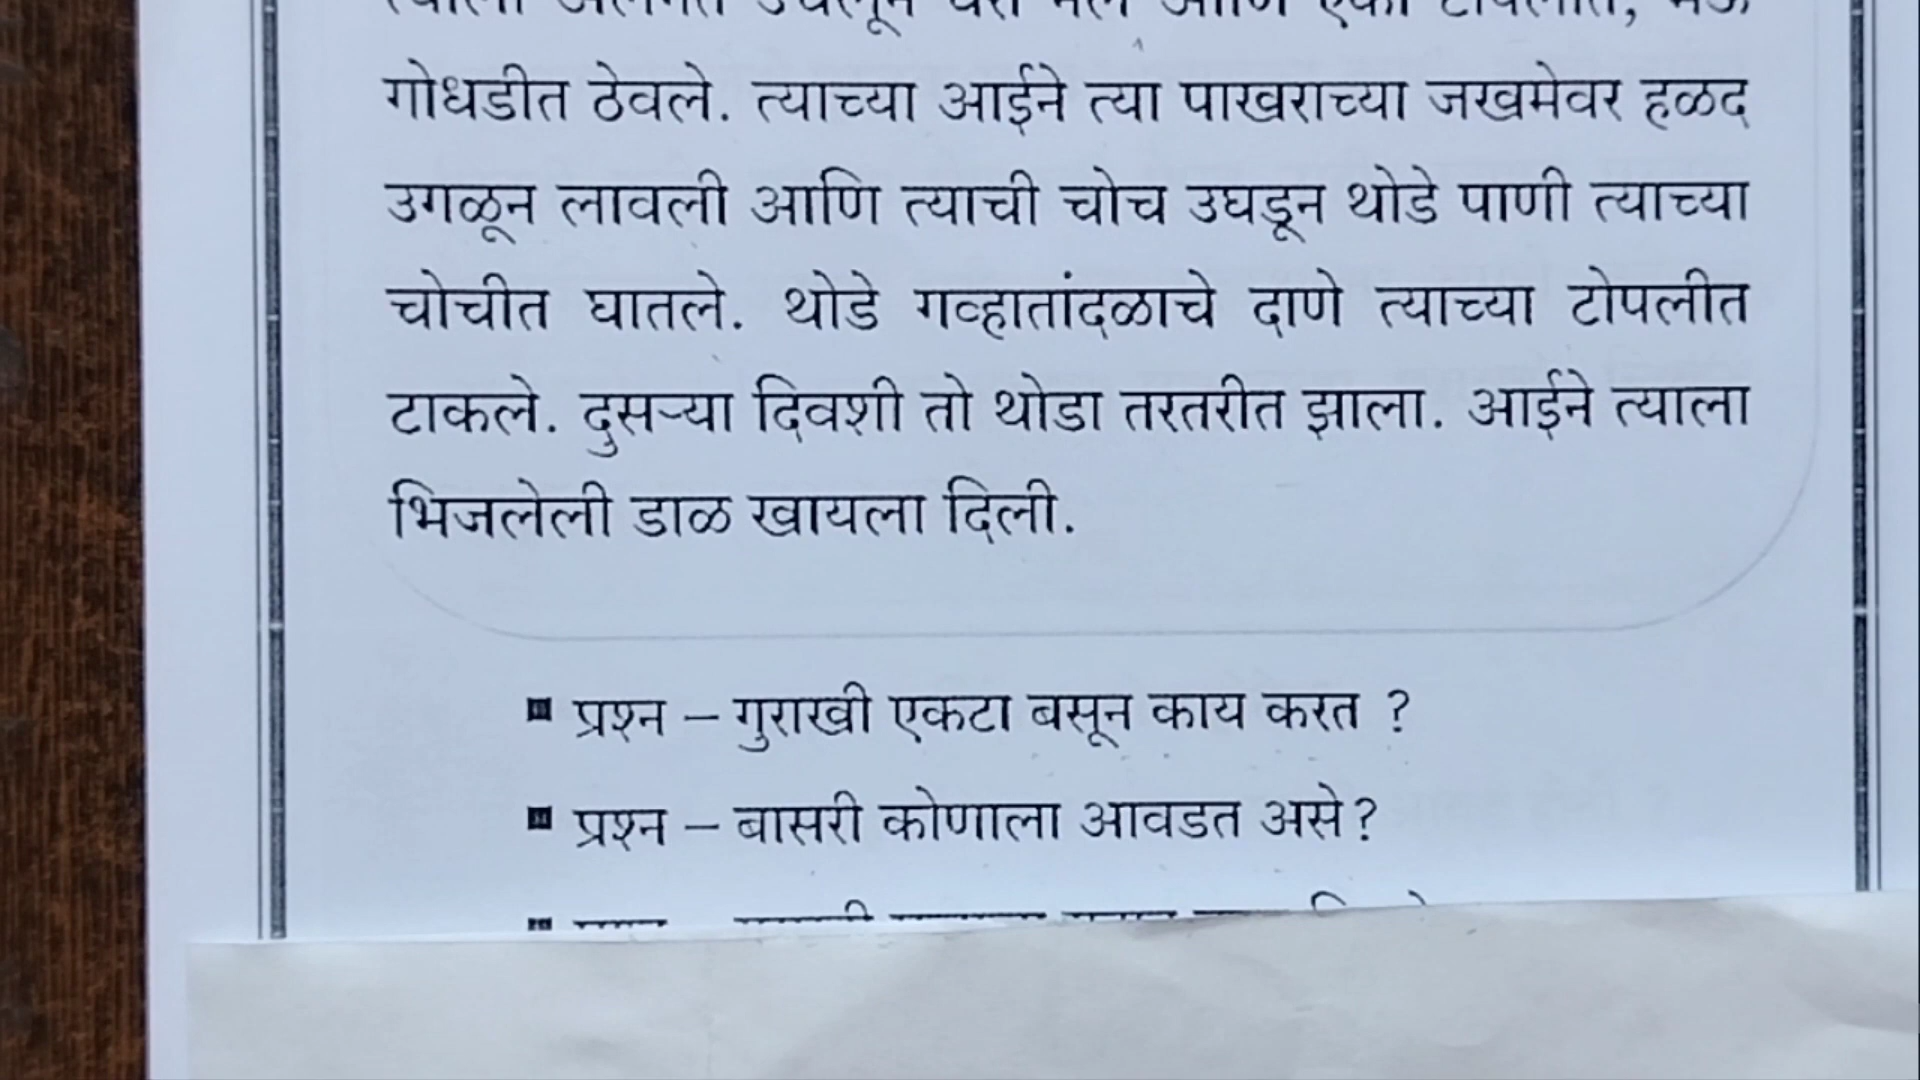 आणि
गोधडीत ठेवले. त्याच्या आईने त्या पाखराच्या जखमेवर हळद
उगळून लावली आणि त्याची चोच उघडून थोडे पाणी त्याच्या
चोचीत घातले. थोडे गव्हातांदळाचे दाणे त्याच्या टोपलीत
टाकले. दुसऱ्या दिवशी तो थोडा तरतरीत झाला. आईने त्याला
भिजलेली डाळ खायला दिली.
▪ प्रश्न – गुराखी एकटा बसून काय करत ?
▪ प्रश्न – बासरी कोणाला आवडत असे?